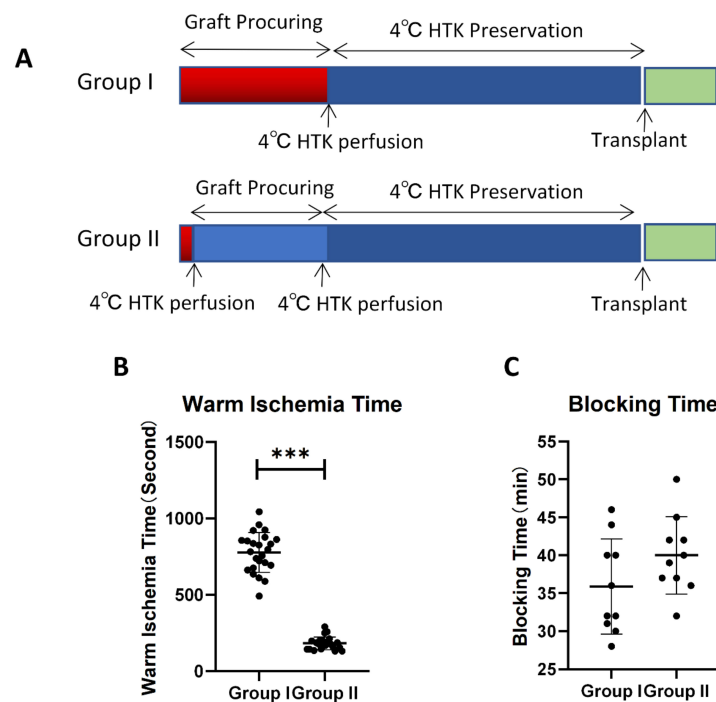 A
Graft Procuring
4℃ HTK Preservation
Group I
4℃ HTK perfusion
Transplant
Graft Procuring
4℃ HTK Preservation
Group II
4℃ HTK perfusion
4℃ HTK perfusion
Transplant
B
Warm Ischemia Time
Warm Ischemia Time(Second)
1500
1000
500
0
***
Group I
Group II
C
Blocking Time
Blocking Time(min)
55
50
45
40
35
30
25
Group I
Group II